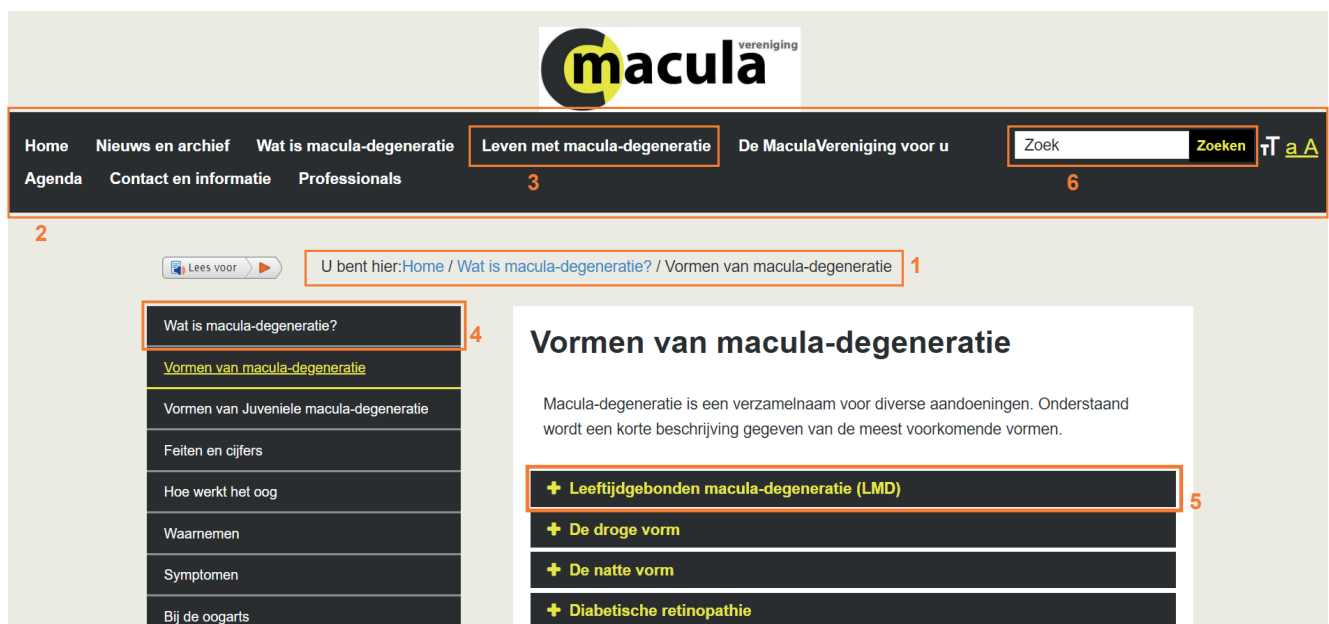 macula vereniging
Home Nieuws en archief Wat is macula-degeneratie Leven met macula-degeneratie De MaculaVereniging voor u Zoek Zoeken TT a A
Agenda Contact en informatie Professionals 3 6
2
Lees voor U bent hier:Home / Wat is macula-degeneratie? / Vormen van macula-degeneratie 1
Wat is macula-degeneratie? 4
Vormen van macula-degeneratie
Vormen van Juveniele macula-degeneratie
Feiten en cijfers
Hoe werkt het oog
Waarnemen
Symptomen
Bij de oogarts
Vormen van macula-degeneratie
Macula-degeneratie is een verzamelnaam voor diverse aandoeningen. Onderstaand
wordt een korte beschrijving gegeven van de meest voorkomende vormen.
+ Leeftijdgebonden macula-degeneratie (LMD) 5
+ De droge vorm
+ De natte vorm
+ Diabetische retinopathie